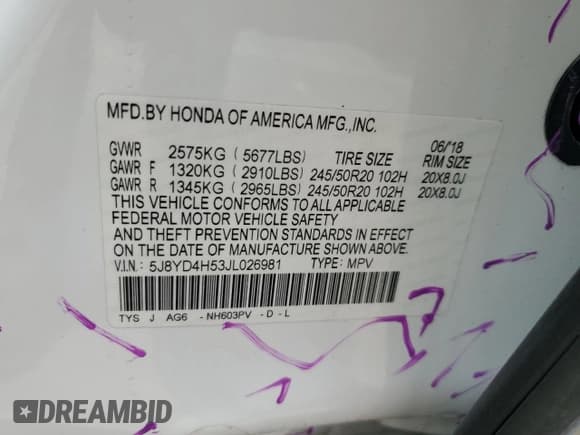 MFD.BY HONDA OF AMERICA MFG.,INC.
06/'18
GVWR 2575KG ( 5677LBS) TIRE SIZE RIM SIZE
GAWR F 1320KG ( 2910LBS) 245/50R20 102H 20X8.0J
GAWR R 1345KG ( 2965LBS) 245/50R20 102H 20X8.0J
THIS VEHICLE CONFORMS TO ALL APPLICABLE
FEDERAL MOTOR VEHICLE SAFETY
AND THEFT PREVENTION STANDARDS IN EFFECT
ON THE DATE OF MANUFACTURE SHOWN ABOVE.
V.I.N.: 5J8YD4H53JL026981 TYPE: MPV
TYS J AG6 - NH603PV - D - L
DREAMBID